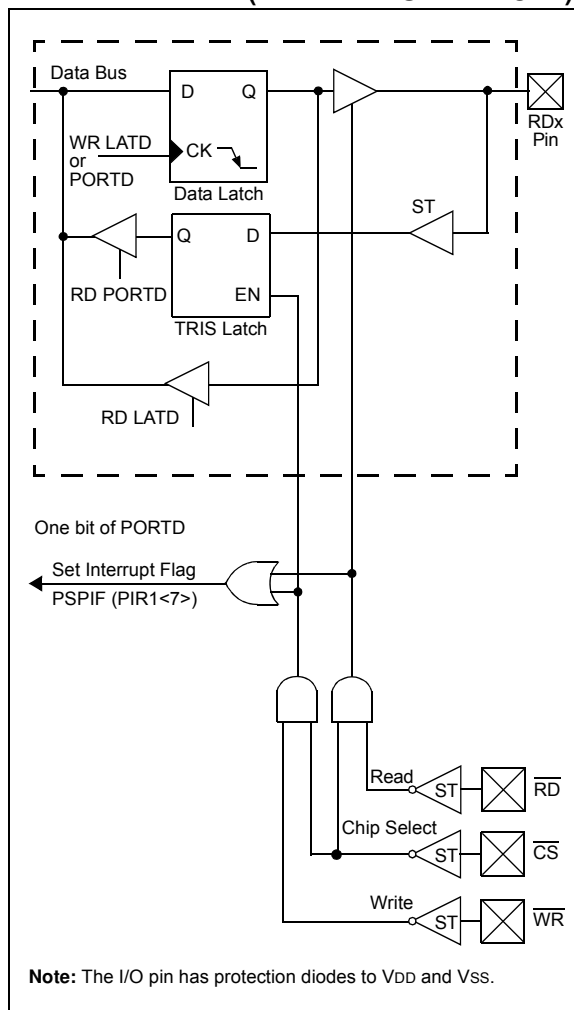 Data Bus
D Q
WR LATD
or
PORTD
CK
Data Latch
RDx
Pin
ST
Q D
EN
RD PORTD
TRIS Latch
RD LATD
One bit of PORTD
Set Interrupt Flag
PSPIF (PIR1<7>)
Read
ST
RD
Chip Select
ST
CS
Write
ST
WR
Note: The I/O pin has protection diodes to VDD and VSS.